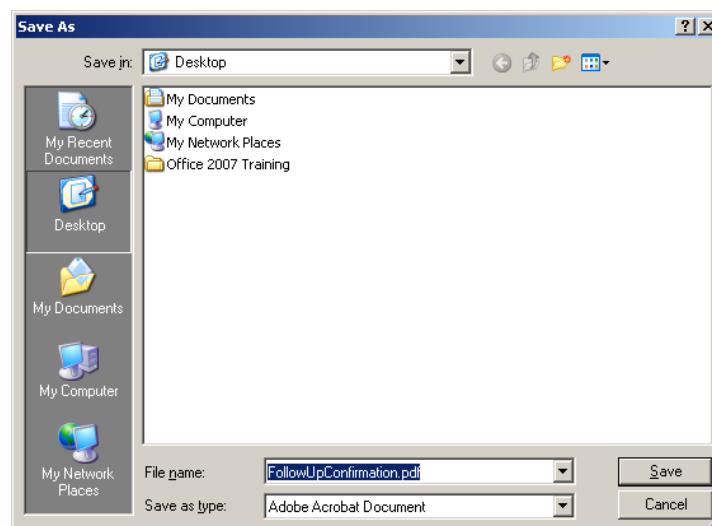 Save As
Save in:
Desktop
My Recent
Documents
Desktop
My Documents
My Computer
My Network
Places
My Documents
My Computer
My Network Places
Office 2007 Training
File name:
FollowUpConfirmation.pdf
Save
Save as type:
Adobe Acrobat Document
Cancel